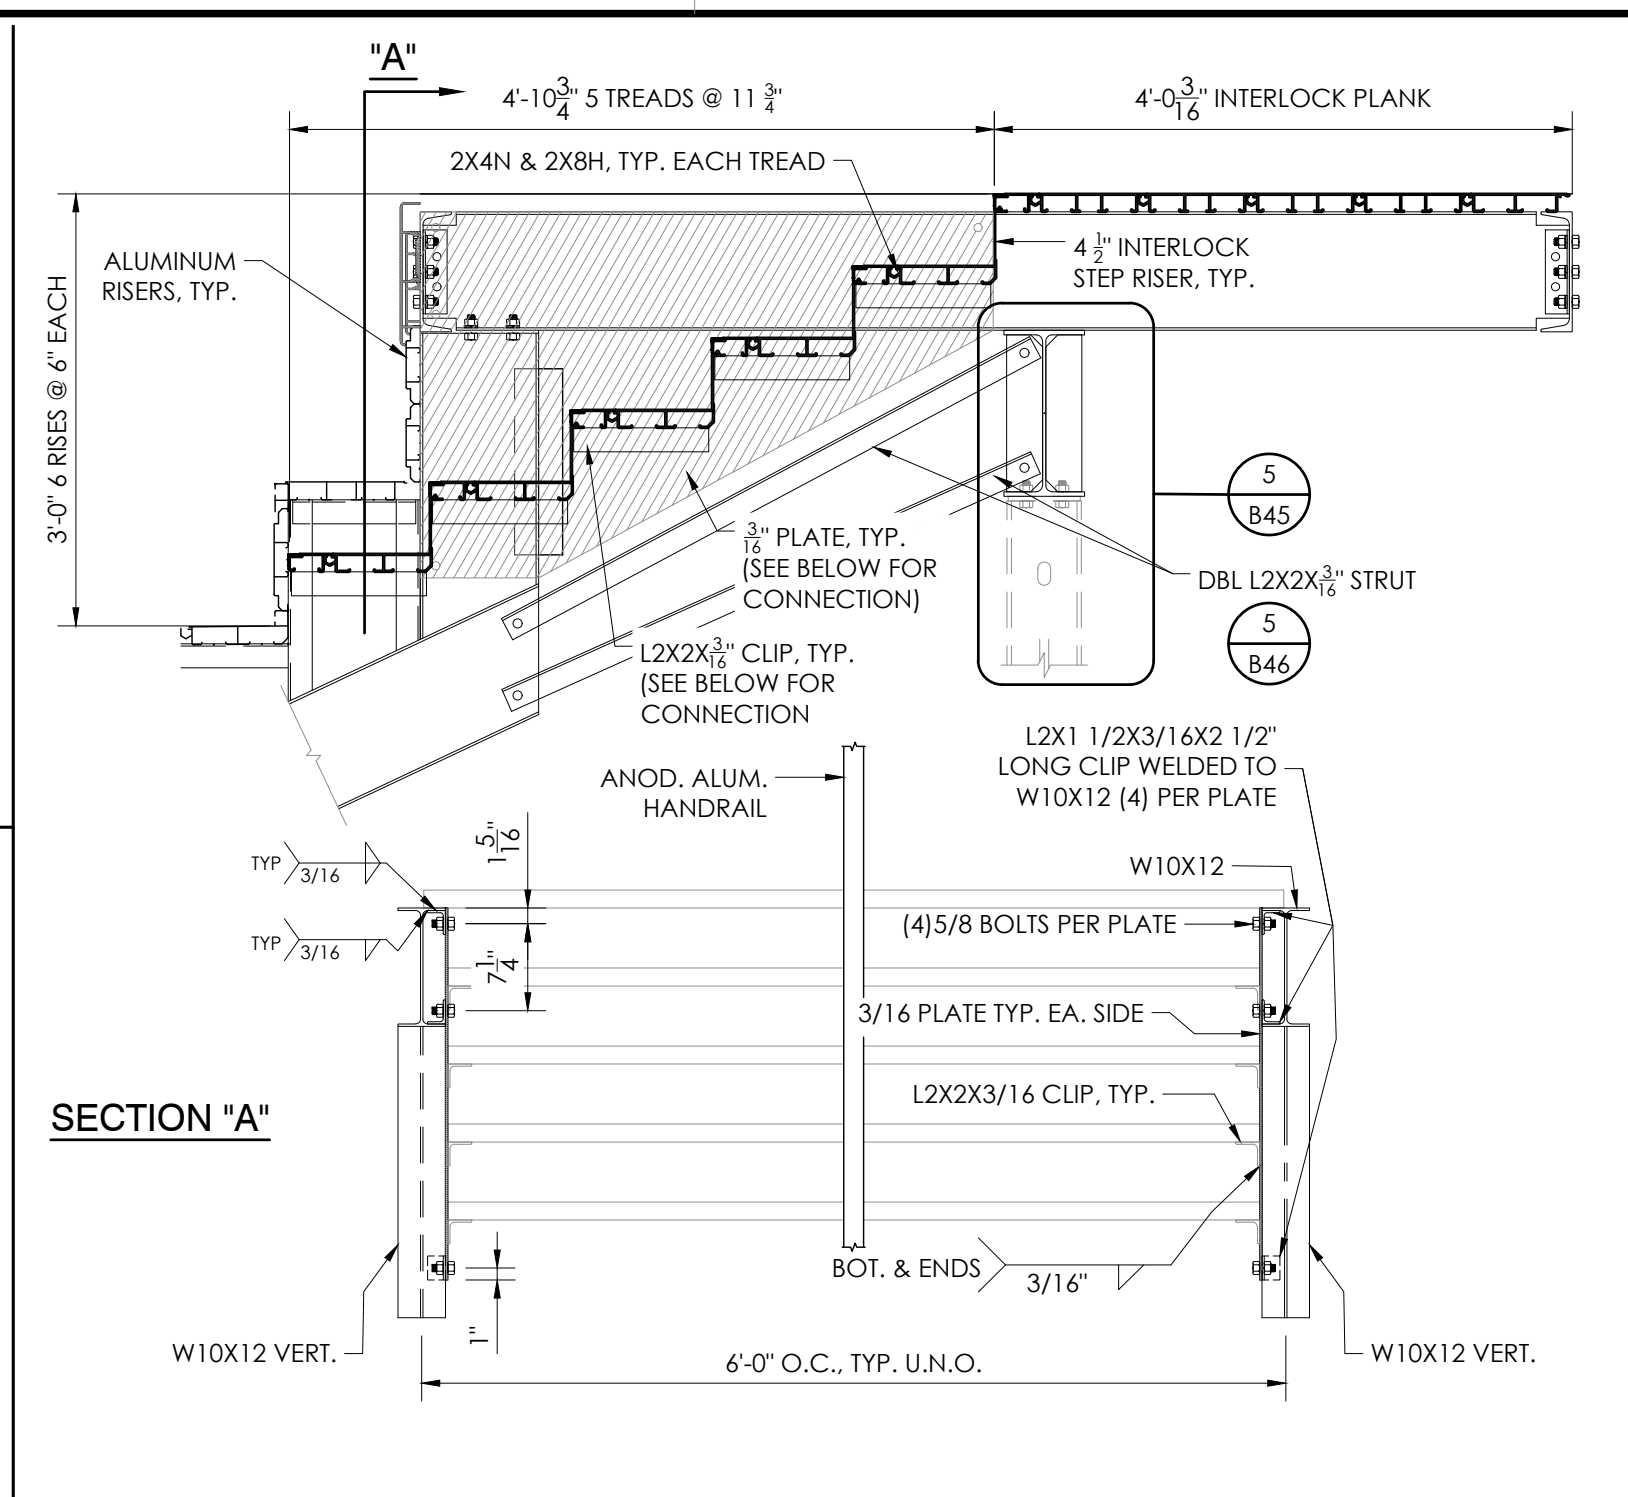 "A"
4'-10 3/4" 5 TREADS @ 11 3/4"
4'-0 3/16" INTERLOCK PLANK
2X4N & 2X8H, TYP. EACH TREAD
ALUMINUM
RISERS, TYP.
4 1/2" INTERLOCK
STEP RISER, TYP.
3'-0" 6 RISES @ 6" EACH
5
B45
3/16" PLATE, TYP.
(SEE BELOW FOR
CONNECTION)
DBL L2X2X3/16" STRUT
5
B46
L2X2X3/16" CLIP, TYP.
(SEE BELOW FOR
CONNECTION
L2X1 1/2X3/16X2 1/2"
LONG CLIP WELDED TO
W10X12 (4) PER PLATE
ANOD. ALUM.
HANDRAIL
1 5/16"
TYP
3/16
W10X12
(4)5/8 BOLTS PER PLATE
TYP
3/16
7 1/4"
3/16 PLATE TYP. EA. SIDE
L2X2X3/16 CLIP, TYP.
SECTION "A"
BOT. & ENDS
3/16"
1"
W10X12 VERT.
6'-0" O.C., TYP. U.N.O.
W10X12 VERT.